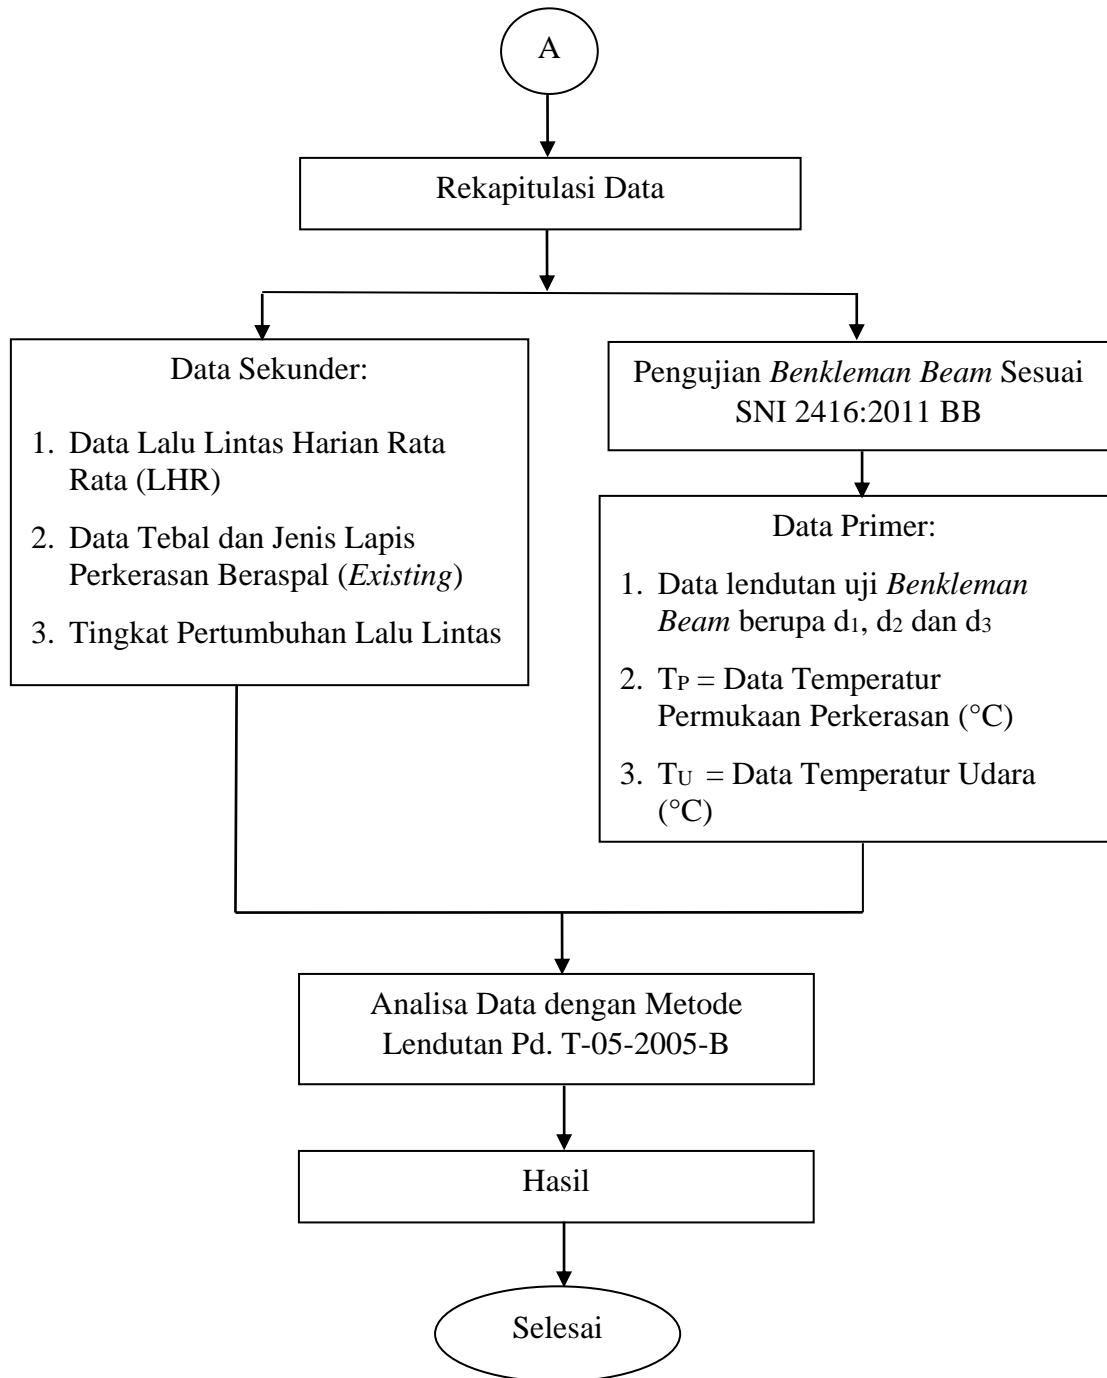 A
Rekapitulasi Data
Data Sekunder:
1. Data Lalu Lintas Harian Rata
Rata (LHR)
2. Data Tebal dan Jenis Lapis
Perkerasan Beraspal (Existing)
3. Tingkat Pertumbuhan Lalu Lintas
Pengujian Benkleman Beam Sesuai
SNI 2416:2011 BB
Data Primer:
1. Data lendutan uji Benkleman
Beam berupa d1, d2 dan d3
2. TP = Data Temperatur
Permukaan Perkerasan (°C)
3. TU = Data Temperatur Udara
(°C)
Analisa Data dengan Metode
Lendutan Pd. T-05-2005-B
Hasil
Selesai